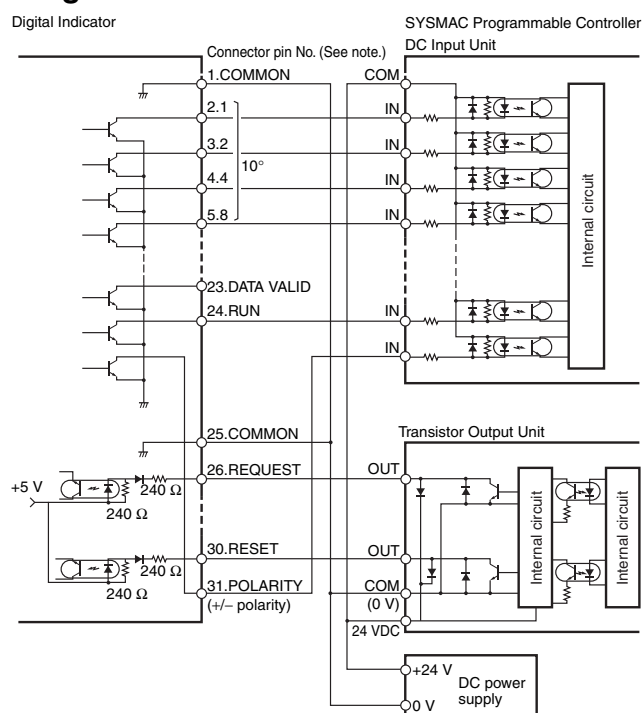 Digital Indicator
SYSMAC Programmable Controller
DC Input Unit
Connector pin No. (See note.)
1.COMMON
COM
2.1
IN
3.2
IN
10°
4.4
IN
5.8
IN
Internal circuit
23.DATA VALID
24.RUN
IN
IN
25.COMMON
Transistor Output Unit
26.REQUEST
OUT
+5 V
240 Ω
240 Ω
Internal circuit
Internal circuit
30.RESET
OUT
240 Ω
240 Ω
31.POLARITY
(+/− polarity)
COM
(0 V)
24 VDC
+24 V
DC power
supply
0 V